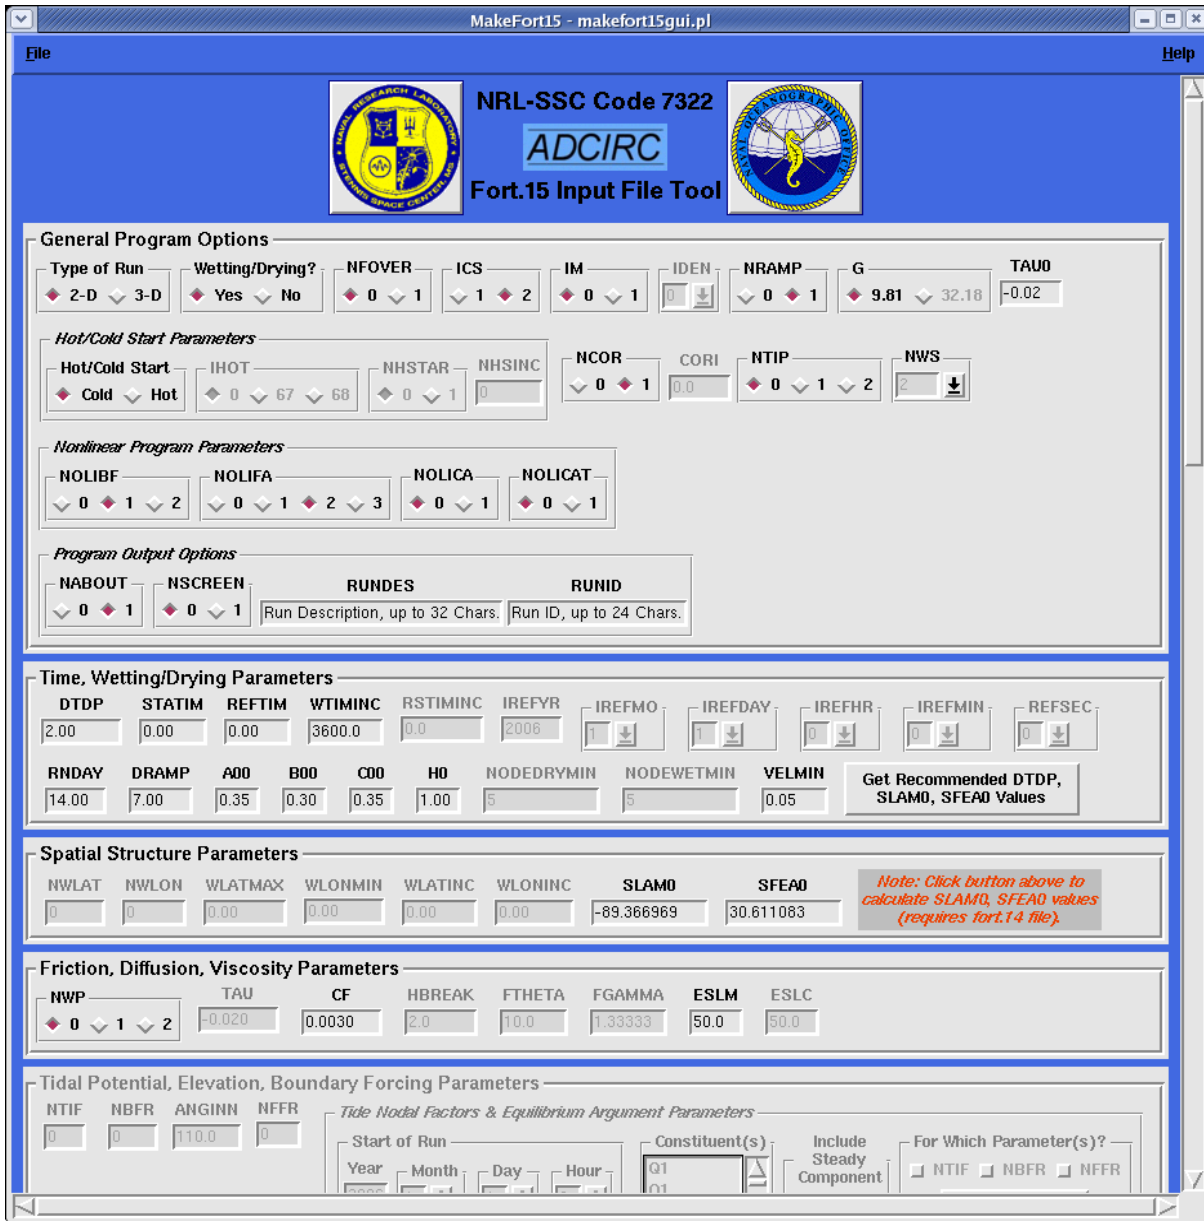 MakeFort15 - makefort15gui.pl
File Help
NAVAL RESEARCH LABORATORY
STENNIS SPACE CENTER, MS
NRL-SSC Code 7322
ADCIRC
Fort.15 Input File Tool
NAVAL OCEANOGRAPHIC OFFICE
General Program Options
Type of Run Wetting/Drying? NFOVER ICS IM IDEN NRAMP G TAU0
2-D 3-D Yes No 0 1 1 2 0 1 0 0 1 9.81 32.18 -0.02
Hot/Cold Start Parameters
Hot/Cold Start IHOT NHSTAR NHSINC NCOR CORI NTIP NWS
Cold Hot 0 67 68 0 1 0 0 1 0.0 0 1 2 2
Nonlinear Program Parameters
NOLIBF NOLIFA NOLICA NOLICAT
0 1 2 0 1 2 3 0 1 0 1
Program Output Options
NABOUT NSCREEN RUNDES RUNID
0 1 0 1 Run Description, up to 32 Chars. Run ID, up to 24 Chars.
Time, Wetting/Drying Parameters
DTDP STATIM REFTIM WTIMINC RSTIMINC IREFYR IREFMO IREFDAY IREFHR IREFMIN REFSEC
2.00 0.00 0.00 3600.0 0.0 2006 1 1 0 0 0
RNDAY DRAMP A00 B00 C00 H0 NODEDRYMIN NODEWETMIN VELMIN
14.00 7.00 0.35 0.30 0.35 1.00 5 5 0.05
Get Recommended DTDP,
SLAM0, SFEA0 Values
Spatial Structure Parameters
NWLAT NWLON WLATMAX WLONMIN WLATINC WLONINC SLAM0 SFEA0
0 0 0.00 0.00 0.00 0.00 -89.366969 30.611083
Note: Click button above to
calculate SLAM0, SFEA0 values
(requires fort.14 file).
Friction, Diffusion, Viscosity Parameters
NWP TAU CF HBREAK FTHETA FGAMMA ESLM ESLC
0 1 2 -0.020 0.0030 2.0 10.0 1.33333 50.0 50.0
Tidal Potential, Elevation, Boundary Forcing Parameters
NTIF NBFR ANGINN NFFR
0 0 110.0 0
Tide Nodal Factors & Equilibrium Argument Parameters
Start of Run Constituent(s) Include
Steady
Component
For Which Parameter(s)?
Year Month Day Hour Q1 NTIF NBFR NFFR
2006 O1